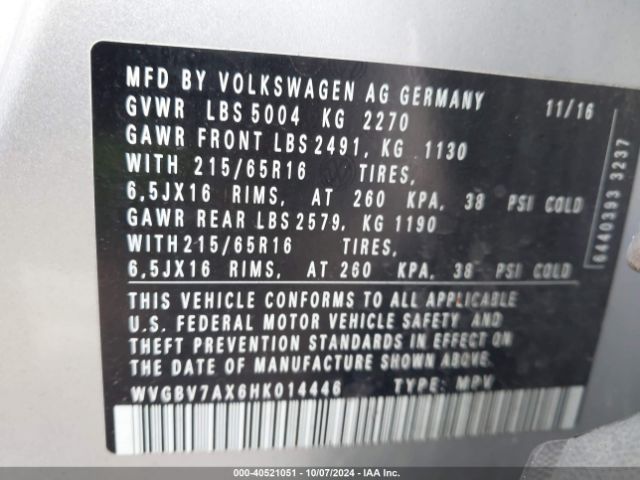 MFD BY VOLKSWAGEN AG GERMANY 11/16
GVWR LBS 5004 KG 2270
GAWR FRONT LBS 2491, KG 1130
WITH 215/65R16 TIRES,
6,5JX16 RIMS, AT 260 KPA, 38 PSI COLD
GAWR REAR LBS 2579, KG 1190
WITH 215/65R16 TIRES,
6,5JX16 RIMS, AT 260 KPA, 38 PSI COLD
THIS VEHICLE CONFORMS TO ALL APPLICABLE
U.S. FEDERAL MOTOR VEHICLE SAFETY AND
THEFT PREVENTION STANDARDS IN EFFECT ON
THE DATE OF MANUFACTURE SHOWN ABOVE.
WVGBV7AX6HK014446 TYPE: MPV
6440393 3237
000-40521051 - 10/07/2024 - IAA Inc.